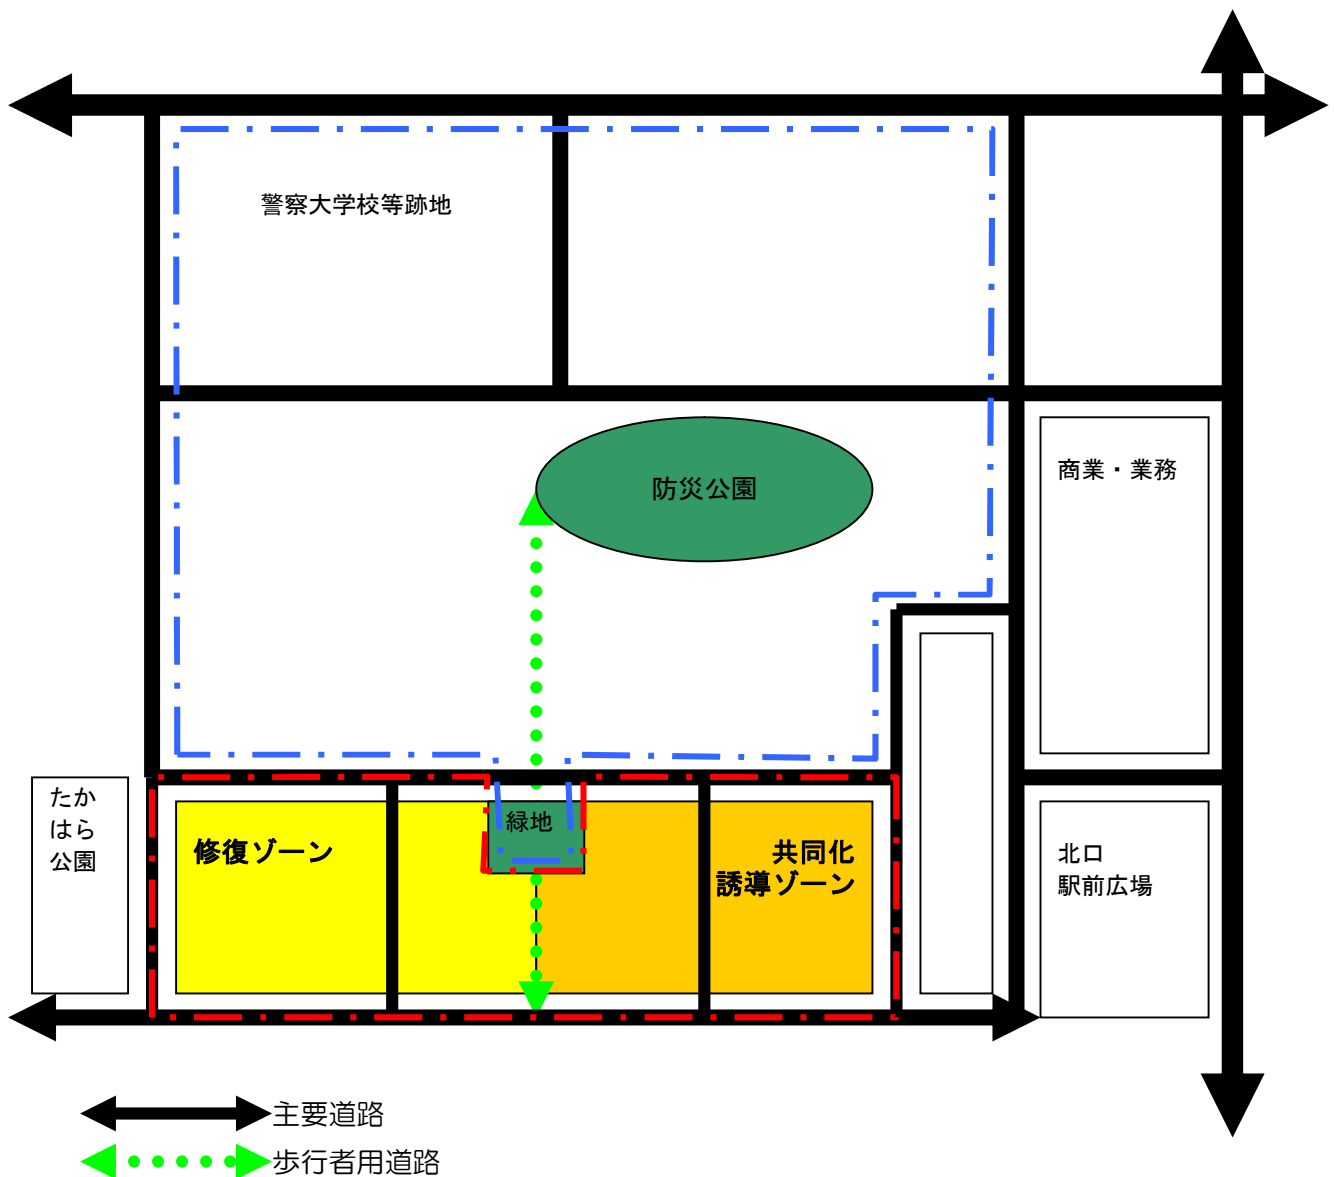 警察大学校等跡地
商業・業務
防災公園
たか
はら
公園
緑地
修復ゾーン
共同化
誘導ゾーン
北口
駅前広場
主要道路
歩行者用道路